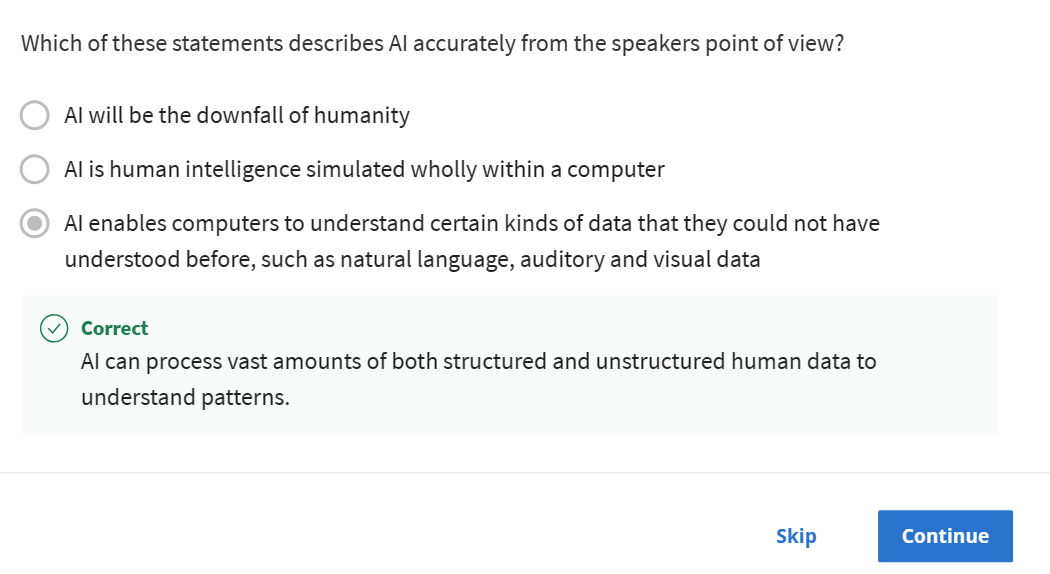 Which of these statements describes AI accurately from the speakers point of view?
AI will be the downfall of humanity
AI is human intelligence simulated wholly within a computer
AI enables computers to understand certain kinds of data that they could not have
understood before, such as natural language, auditory and visual data
Correct
AI can process vast amounts of both structured and unstructured human data to
understand patterns.
Skip
Continue